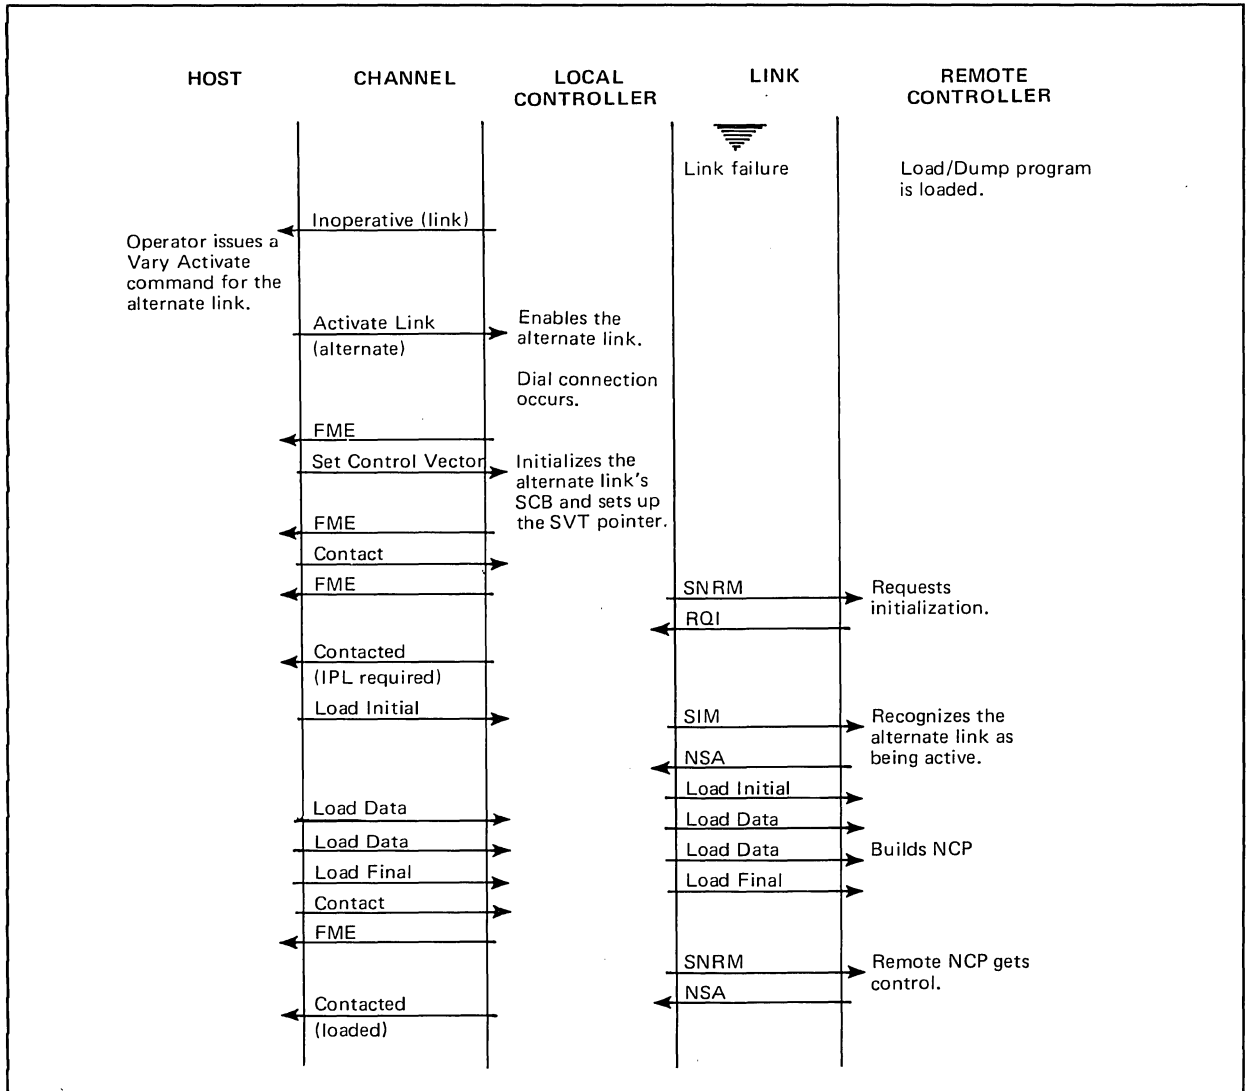 HOST
CHANNEL
LOCAL
CONTROLLER
LINK
REMOTE
CONTROLLER
Link failure
Load/Dump program
is loaded.
Inoperative (link)
Operator issues a
Vary Activate
command for the
alternate link.
Activate Link
(alternate)
Enables the
alternate link.
Dial connection
occurs.
FME
Set Control Vector
Initializes the
alternate link's
SCB and sets up
the SVT pointer.
FME
Contact
FME
SNRM
Requests
initialization.
RQI
Contacted
(IPL required)
Load Initial
SIM
Recognizes the
alternate link as
being active.
NSA
Load Initial
Load Data
Load Data
Load Data
Load Data
Builds NCP
Load Final
Load Final
Contact
FME
SNRM
Remote NCP gets
control.
NSA
Contacted
(loaded)